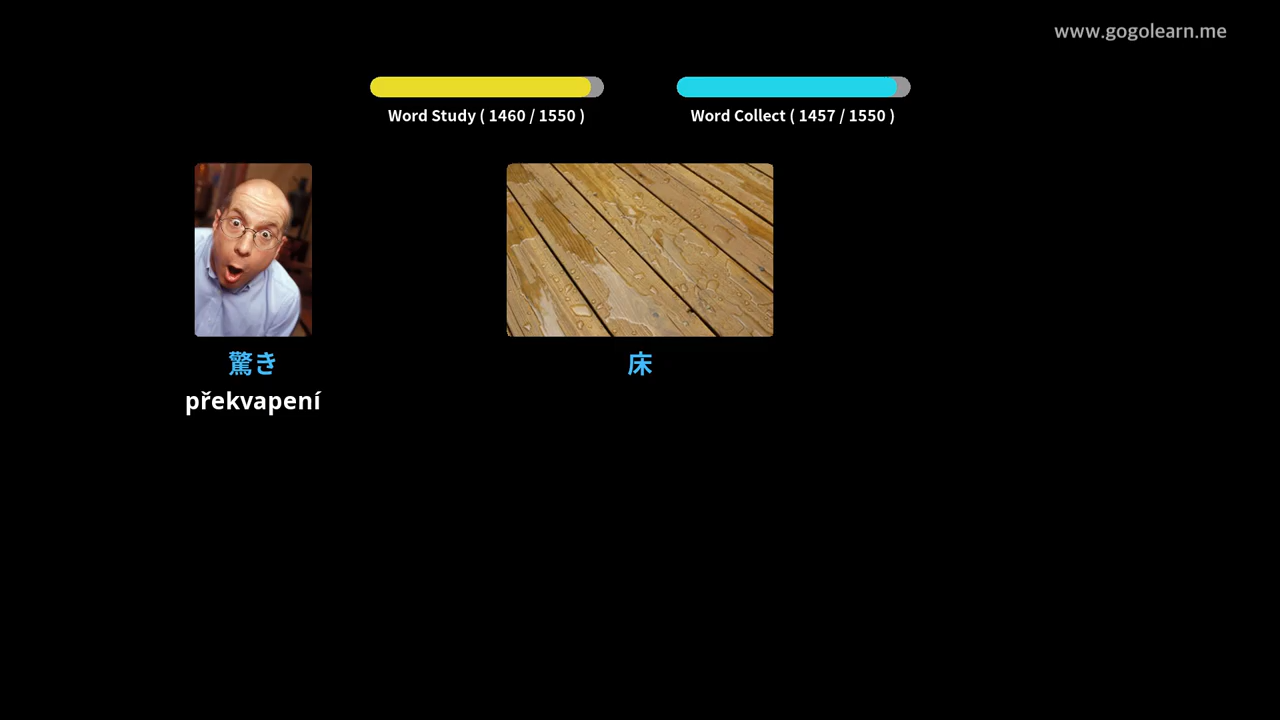 www.gogolearn.me
Word Study ( 1460 / 1550 )
Word Collect ( 1457 / 1550 )
驚き
床
překvapení